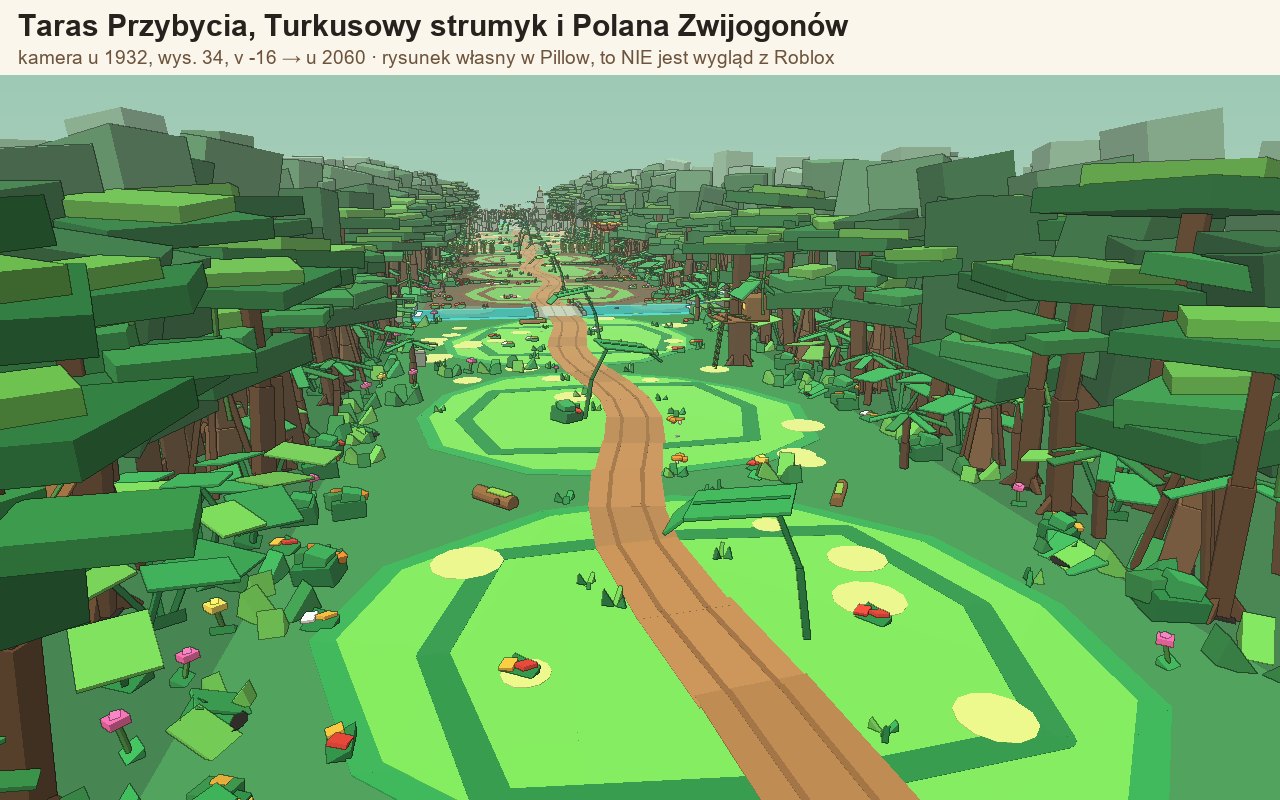 Taras Przybycia, Turkusowy strumyk i Polana Zwijogonów
kamera u 1932, wys. 34, v -16 → u 2060 · rysunek własny w Pillow, to NIE jest wygląd z Roblox